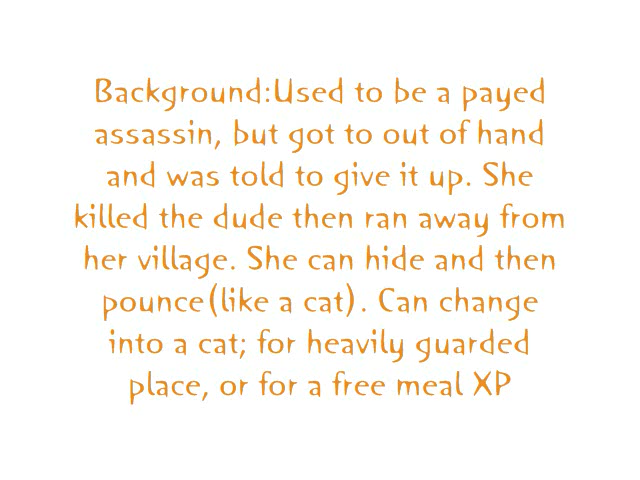 Background:Used to be a payed
assassin, but got to out of hand
and was told to give it up. She
killed the dude then ran away from
her village. She can hide and then
pounce(like a cat). Can change
into a cat; for heavily guarded
place, or for a free meal XP